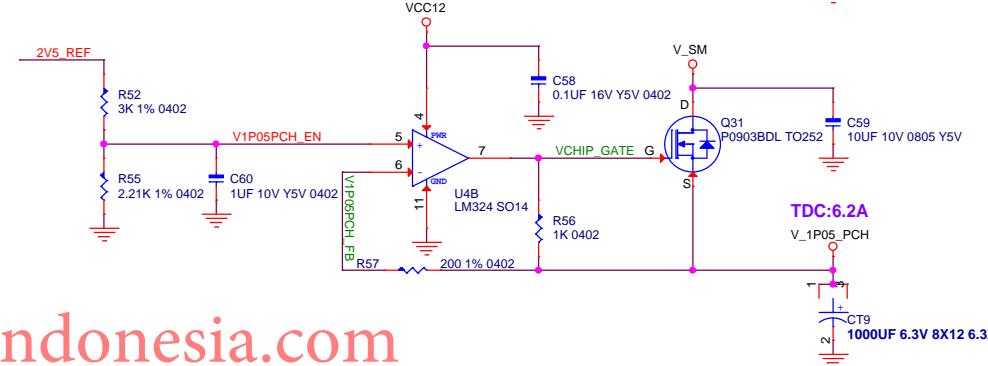 VCC12
2V5_REF
V_SM
R52
3K 1% 0402
C58
0.1UF 16V Y5V 0402
4
PWR
D
Q31
P0903BDL TO252
C59
10UF 10V 0805 Y5V
V1P05PCH_EN
5
+
6
-
7
VCHIP_GATE
G
S
R55
2.21K 1% 0402
C60
1UF 10V Y5V 0402
V1P05PCH_FB
GND
11
U4B
LM324 SO14
R56
1K 0402
TDC:6.2A
V_1P05_PCH
R57
200 1% 0402
1
3
+
CT9
1000UF 6.3V 8X12 6.3
2
ndonesia.com